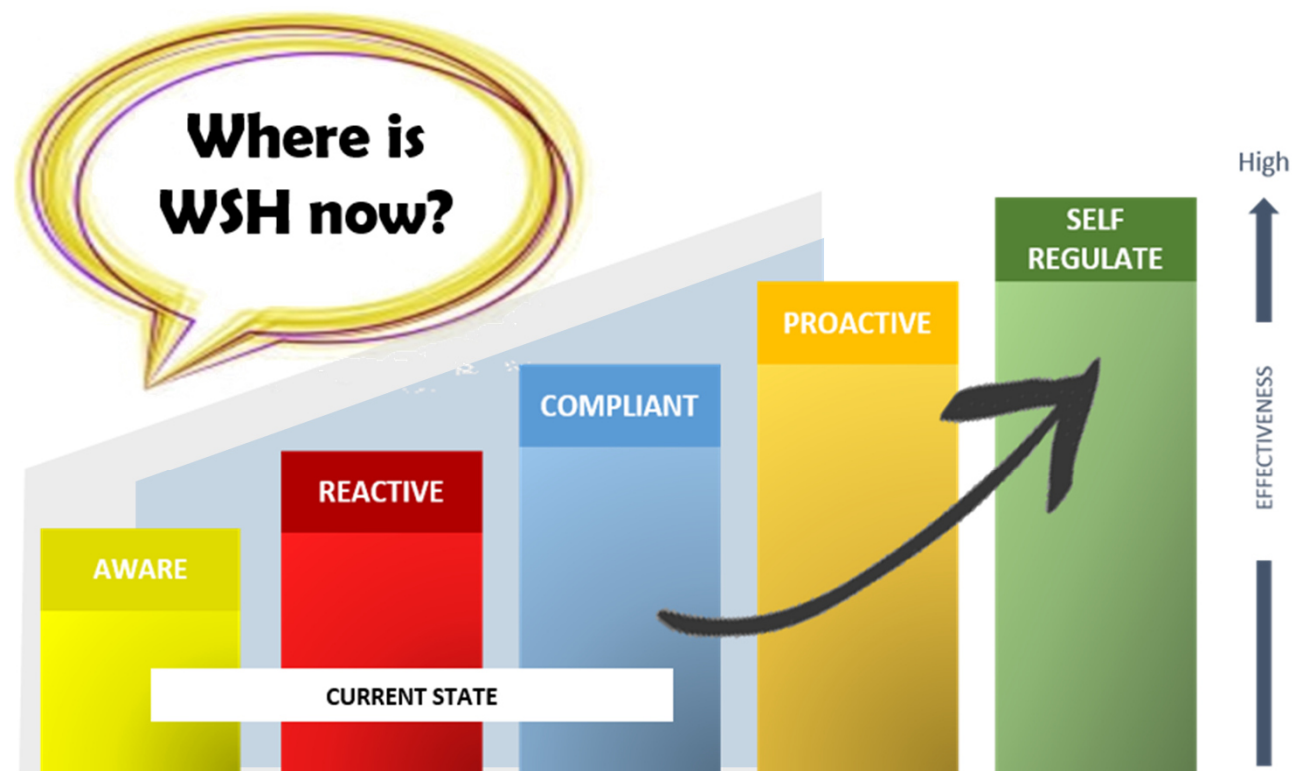 Where is
WSH now?
High
SELF
REGULATE
PROACTIVE
COMPLIANT
REACTIVE
AWARE
EFFECTIVENESS
CURRENT STATE